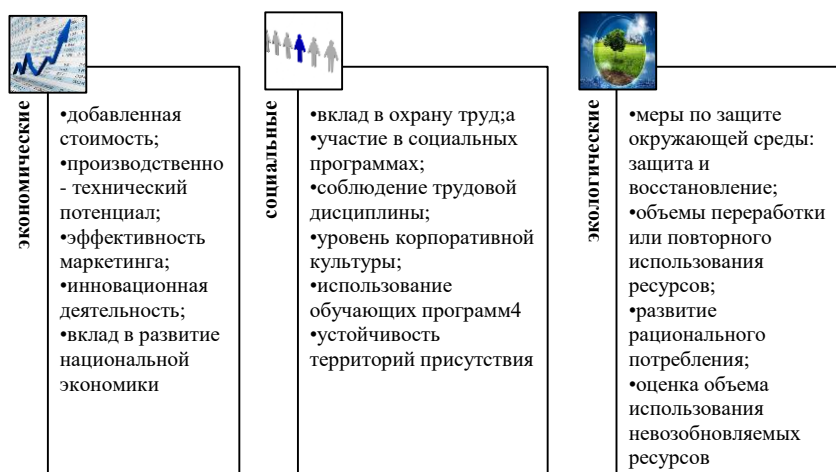 экономические
•добавленная
стоимость;
•производственно
- технический
потенциал;
•эффективность
маркетинга;
•инновационная
деятельность;
•вклад в развитие
национальной
экономики
социальные
•вклад в охрану труд;а
•участие в социальных
программах;
•соблюдение трудовой
дисциплины;
•уровень корпоративной
культуры;
•использование
обучающих программ4
•устойчивость
территорий присутствия
экологические
•меры по защите
окружающей среды:
защита и
восстановление;
•объемы переработки
или повторного
использования
ресурсов;
•развитие
рационального
потребления;
•оценка объема
использования
невозобновляемых
ресурсов